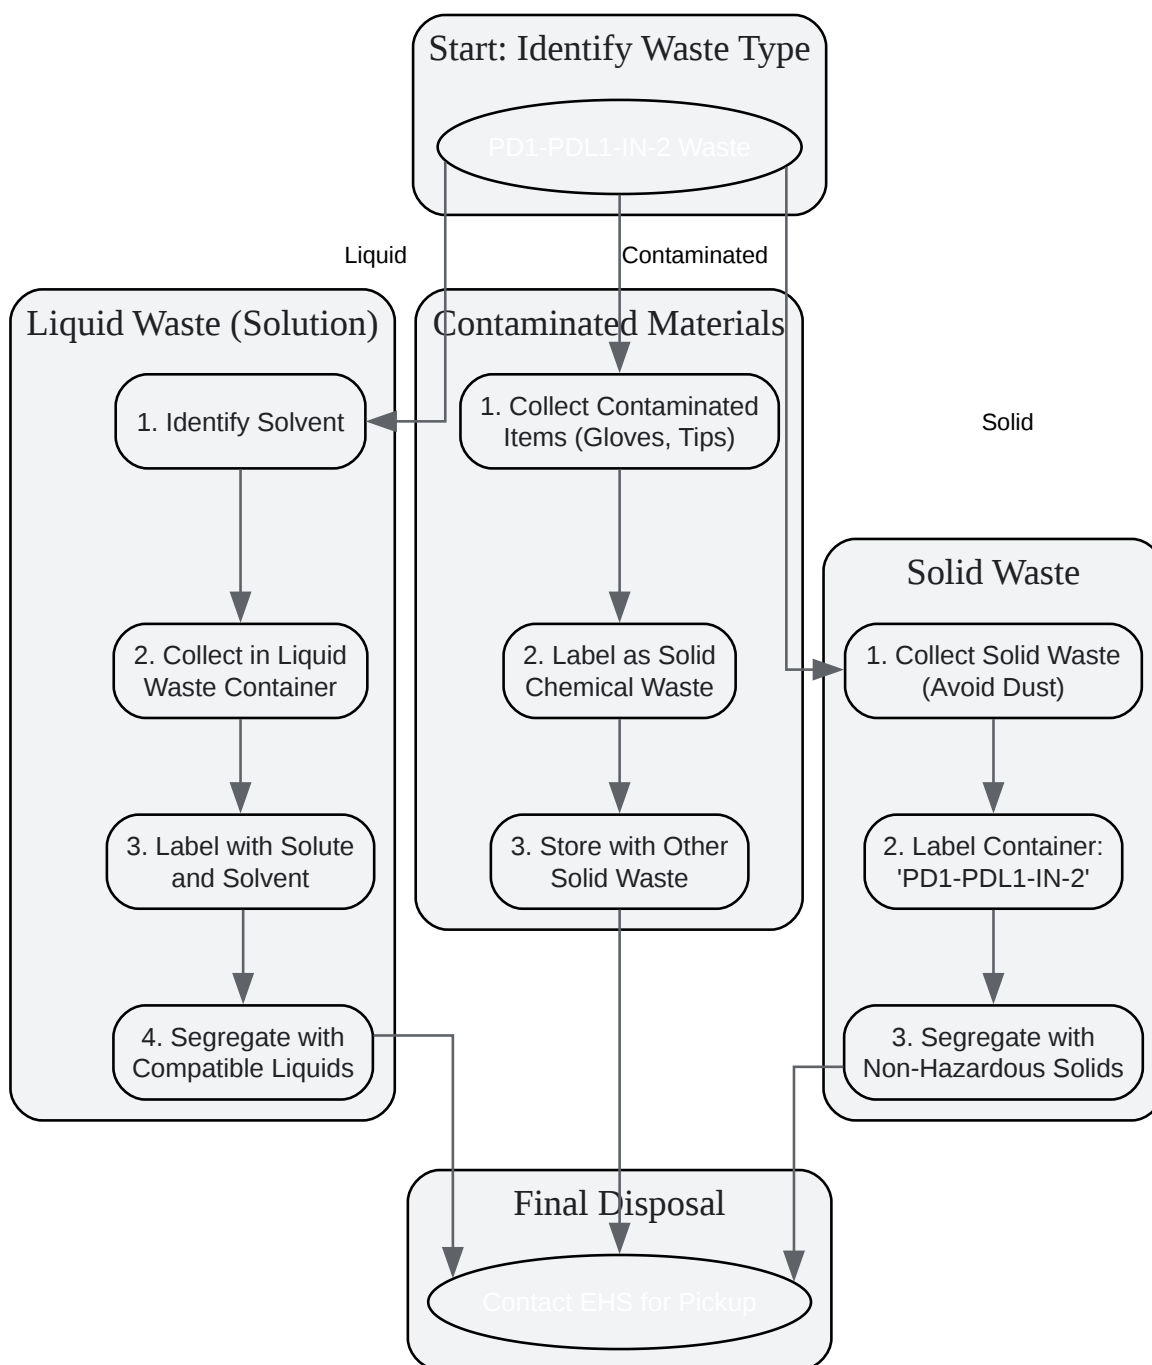 Start: Identify Waste Type
PD1-PDL1-IN-2 Waste
Liquid
Contaminated
Solid
Liquid Waste (Solution)
1. Identify Solvent
2. Collect in Liquid
Waste Container
3. Label with Solute
and Solvent
4. Segregate with
Compatible Liquids
Contaminated Materials
1. Collect Contaminated
Items (Gloves, Tips)
2. Label as Solid
Chemical Waste
3. Store with Other
Solid Waste
Solid Waste
1. Collect Solid Waste
(Avoid Dust)
2. Label Container:
'PD1-PDL1-IN-2'
3. Segregate with
Non-Hazardous Solids
Final Disposal
Contact EHS for Pickup